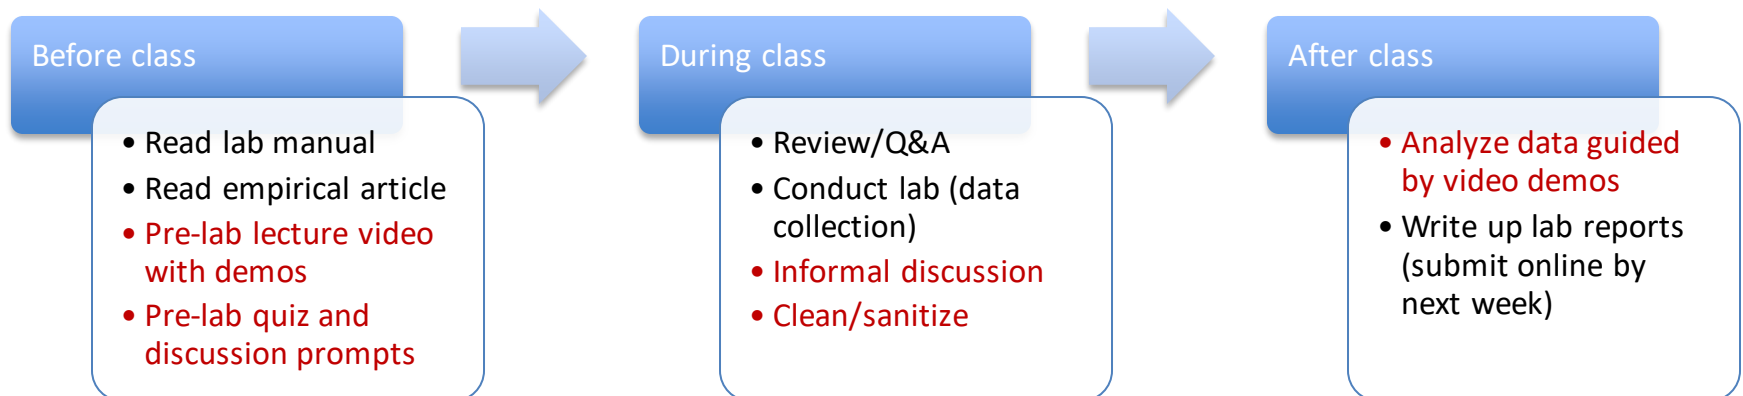 Before class
• Read lab manual
• Read empirical article
• Pre-lab lecture video
with demos
• Pre-lab quiz and
discussion prompts
During class
• Review/Q&A
• Conduct lab (data
collection)
• Informal discussion
• Clean/sanitize
After class
• Analyze data guided
by video demos
• Write up lab reports
(submit online by
next week)